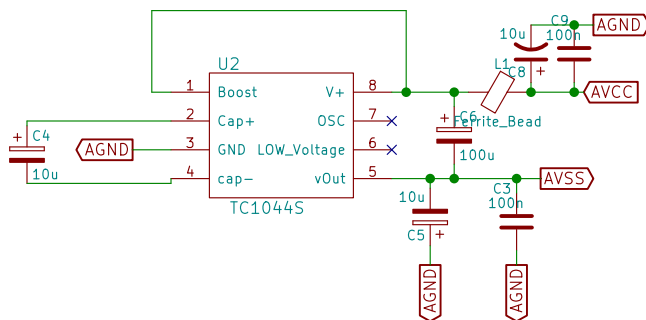 C9
AGND
10u
100n
U2
L1
C8
1 Boost V+ 8
AVCC
Ferrite_Bead
2 Cap+ OSC 7
C6
C4
AGND
3 GND LOW_Voltage 6
100u
10u
4 cap- vOut 5
AVSS
TC1044S
10u
C3
100n
C5
AGND
AGND